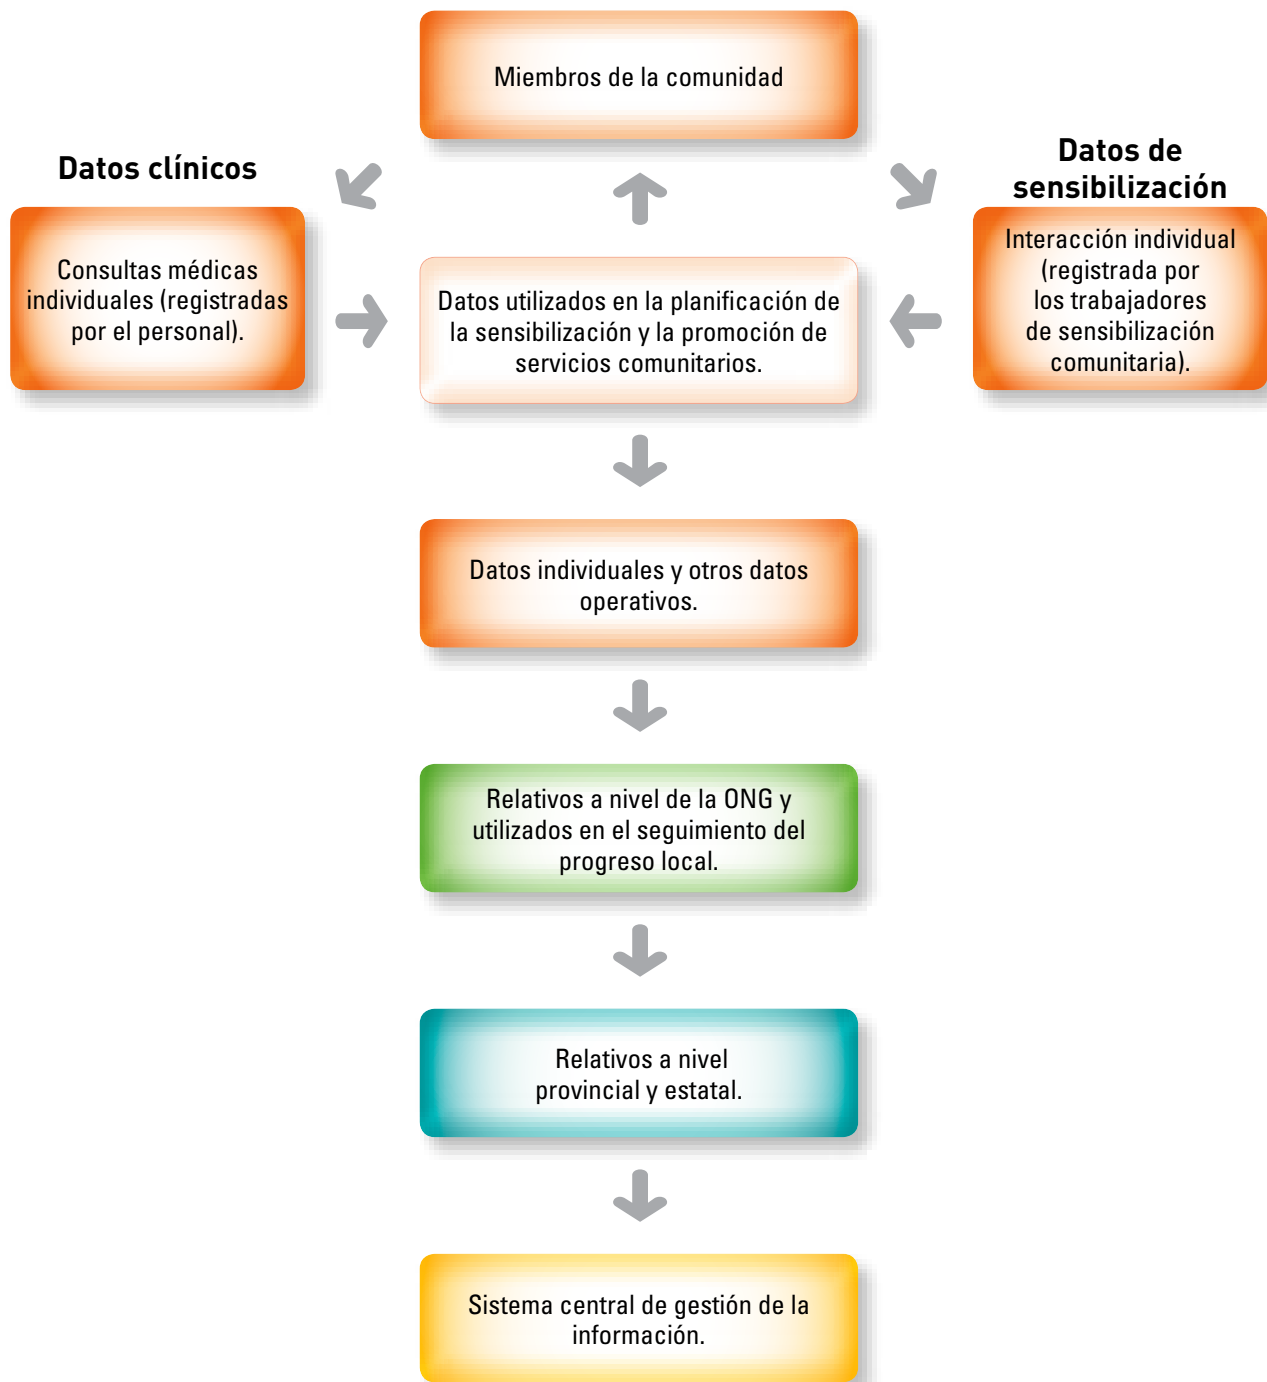 Miembros de la comunidad
Datos clínicos
Datos de
sensibilización
Consultas médicas
individuales (registradas
por el personal).
Datos utilizados en la planificación de
la sensibilización y la promoción de
servicios comunitarios.
Interacción individual
(registrada por
los trabajadores
de sensibilización
comunitaria).
Datos individuales y otros datos
operativos.
Relativos a nivel de la ONG y
utilizados en el seguimiento del
progreso local.
Relativos a nivel
provincial y estatal.
Sistema central de gestión de la
información.